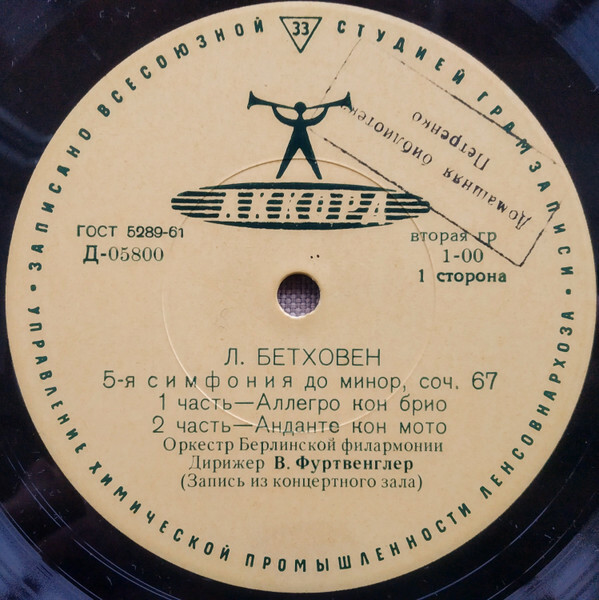 ЗАПИСАНО ВСЕСОЮЗНОЙ СТУДИЕЙ ГРАМЗАПИСИ • УПРАВЛЕНИЕ ХИМИЧЕСКОЙ ПРОМЫШЛЕННОСТИ ЛЕНСОВНАРХОЗА •
33
Домашняя библиотека
Петренко
АККОРД
ГОСТ 5289-61
Д-05800
вторая гр
1-00
1 сторона
Л. БЕТХОВЕН
5-я симфония до минор, соч. 67
1 часть—Аллегро кон брио
2 часть—Анданте кон мото
Оркестр Берлинской филармонии
Дирижер В. Фуртвенглер
(Запись из концертного зала)